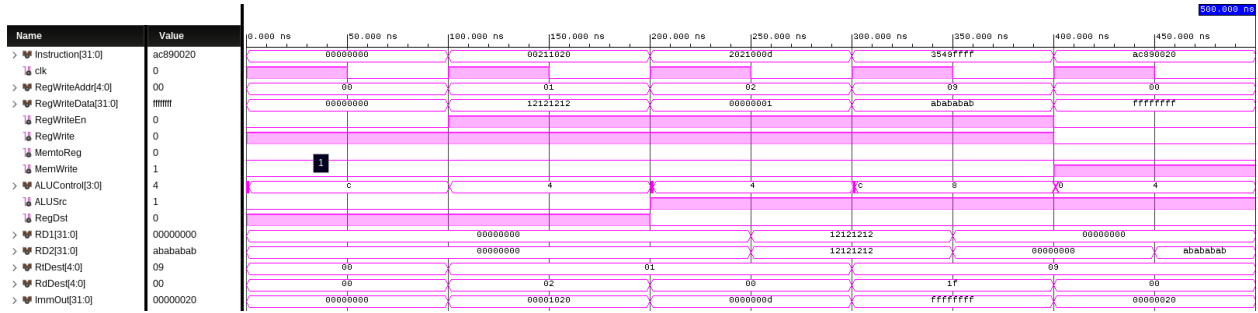 500.000 ns
Name Value 0.000 ns 50.000 ns 100.000 ns 150.000 ns 200.000 ns 250.000 ns 300.000 ns 350.000 ns 400.000 ns 450.000 ns
Instruction[31:0] ac890020 00000000 00211020 2021000d 3549ffff ac890020
clk 0
RegWriteAddr[4:0] 00 00 01 02 09 00
RegWriteData[31:0] ffffffff 00000000 12121212 00000001 abababab ffffffff
RegWriteEn 0
RegWrite 0
MemtoReg 0
1
MemWrite 1
ALUControl[3:0] 4 c 4 4 c 8 0 4
ALUSrc 1
RegDst 0
RD1[31:0] 00000000 00000000 12121212 00000000
RD2[31:0] abababab 00000000 12121212 00000000 abababab
RtDest[4:0] 09 00 01 09
RdDest[4:0] 00 00 02 00 1f 00
ImmOut[31:0] 00000020 00000000 00001020 0000000d ffffffff 00000020